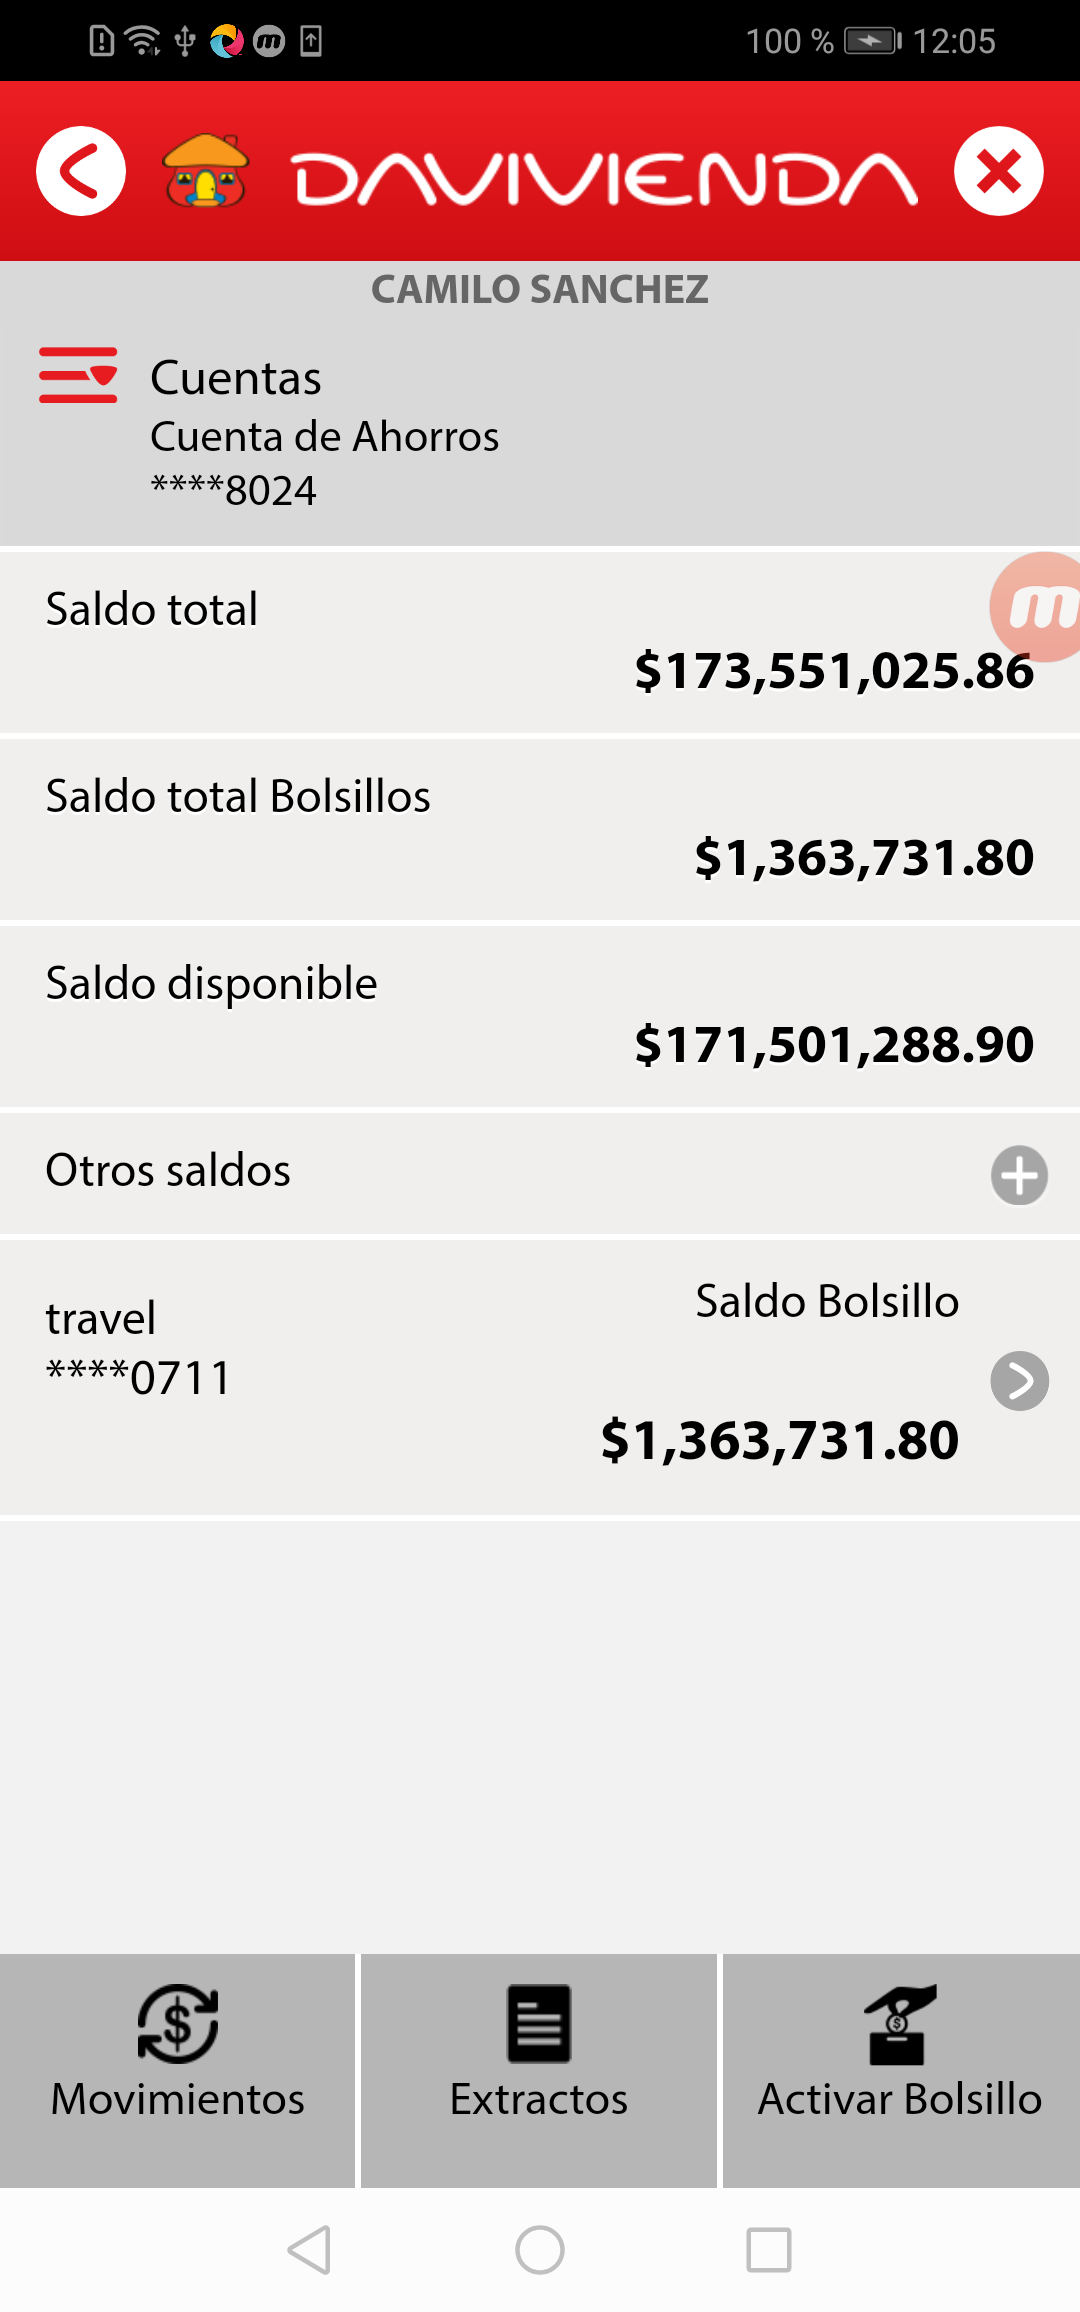 100 % 12:05
DAVIVIENDA
CAMILO SANCHEZ
Cuentas
Cuenta de Ahorros
****8024
Saldo total
$173,551,025.86
Saldo total Bolsillos
$1,363,731.80
Saldo disponible
$171,501,288.90
Otros saldos
travel
****0711
Saldo Bolsillo
$1,363,731.80
Movimientos
Extractos
Activar Bolsillo